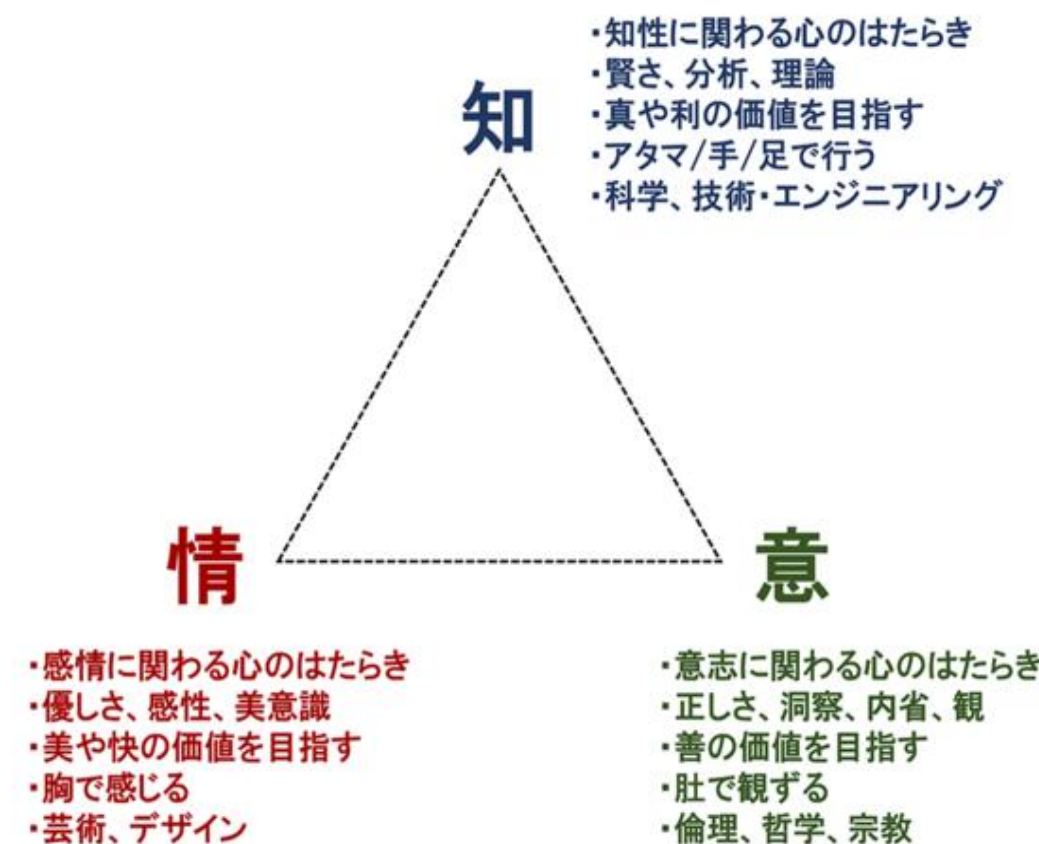 知
・知性に関わる心のはたらき
・賢さ、分析、理論
・真や利の価値を目指す
・アタマ/手/足で行う
・科学、技術・エンジニアリング
情
・感情に関わる心のはたらき
・優しさ、感性、美意識
・美や快の価値を目指す
・胸で感じる
・芸術、デザイン
意
・意志に関わる心のはたらき
・正しさ、洞察、内省、観
・善の価値を目指す
・肚で観ずる
・倫理、哲学、宗教